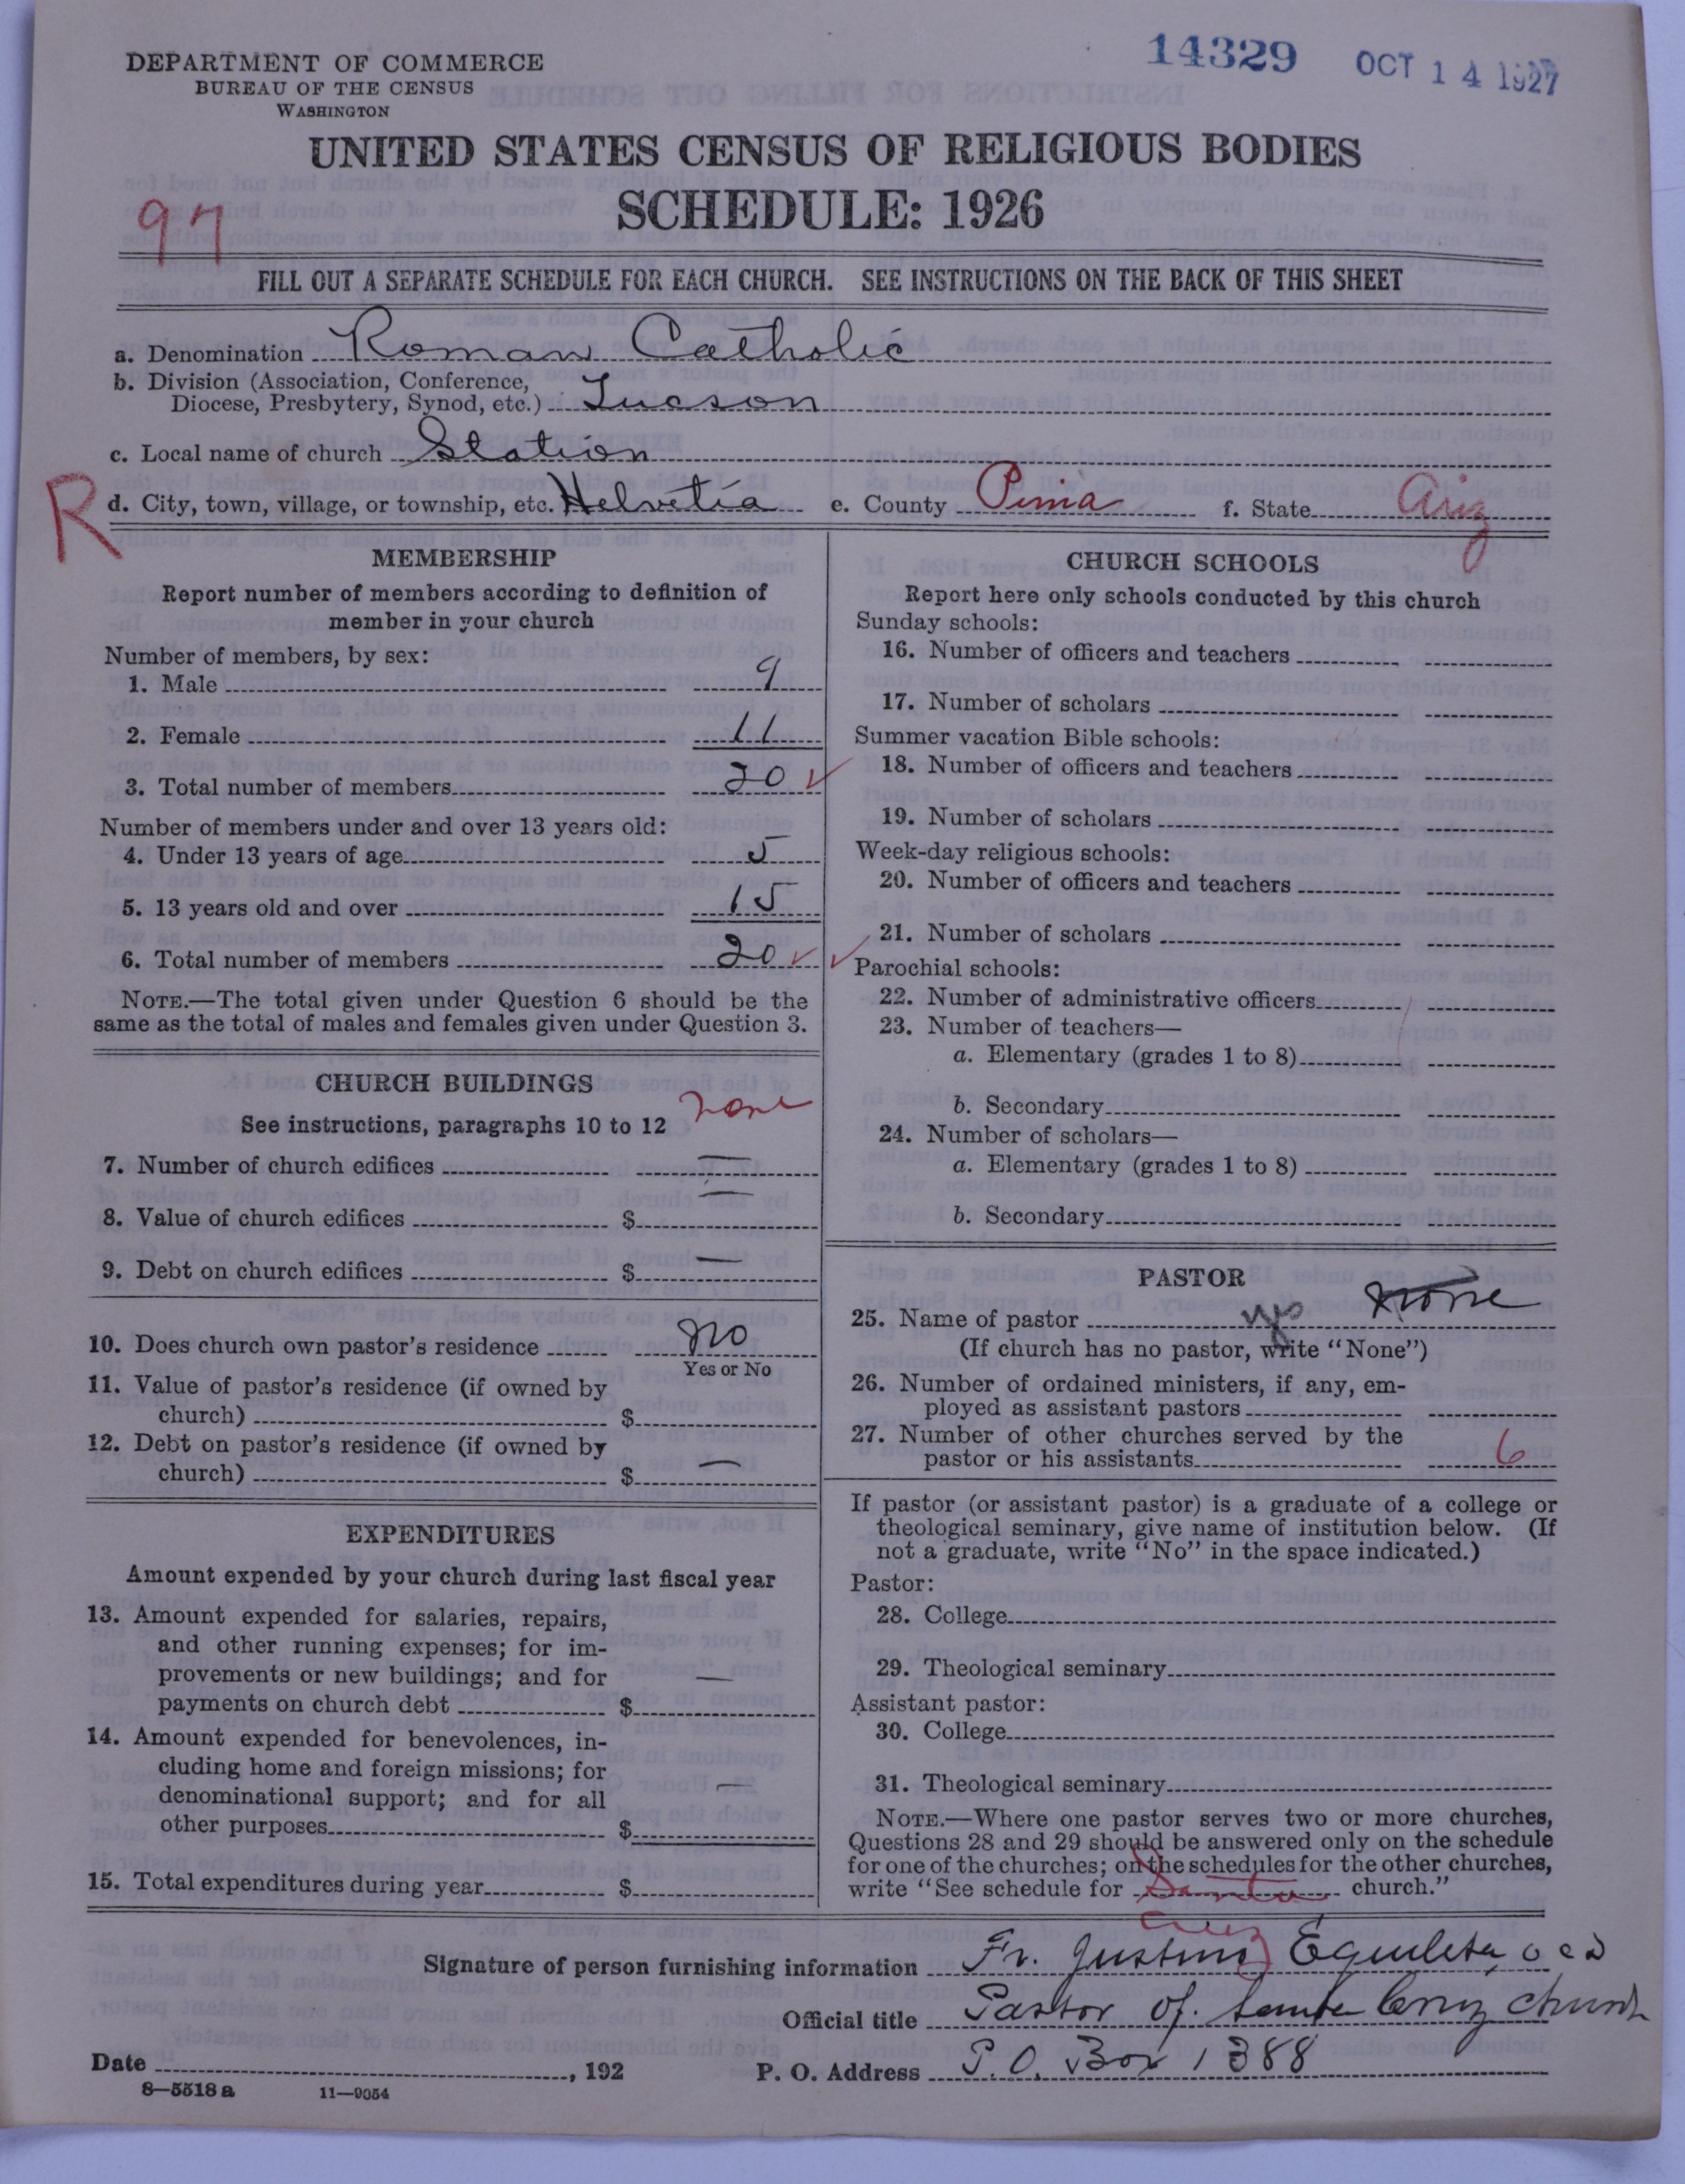 DEPARTMENT OF COMMERCE
BUREAU OF THE CENSUS
WASHINGTON
14329 OCT 14 1927
UNITED STATES CENSUS OF RELIGIOUS BODIES
SCHEDULE: 1926
97
FILL OUT A SEPARATE SCHEDULE FOR EACH CHURCH. SEE INSTRUCTIONS ON THE BACK OF THIS SHEET
a. Denomination Roman Catholic
b. Division (Association, Conference,
Diocese, Presbytery, Synod, etc.) Tucson
c. Local name of church Station
R
d. City, town, village, or township, etc. Helvetia e. County Pima f. State Ariz
MEMBERSHIP
Report number of members according to definition of
member in your church
Number of members, by sex:
1. Male 9
2. Female 11
3. Total number of members 20
Number of members under and over 13 years old:
4. Under 13 years of age 5
5. 13 years old and over 15
6. Total number of members 20
NOTE.—The total given under Question 6 should be the
same as the total of males and females given under Question 3.
CHURCH BUILDINGS
none
See instructions, paragraphs 10 to 12
7. Number of church edifices —
8. Value of church edifices $ —
9. Debt on church edifices $ —
10. Does church own pastor's residence no
Yes or No
11. Value of pastor's residence (if owned by
church) $
12. Debt on pastor's residence (if owned by
church) $ —
EXPENDITURES
Amount expended by your church during last fiscal year
13. Amount expended for salaries, repairs,
and other running expenses; for im-
provements or new buildings; and for
payments on church debt $ —
14. Amount expended for benevolences, in-
cluding home and foreign missions; for
denominational support; and for all
other purposes $ —
15. Total expenditures during year $
CHURCH SCHOOLS
Report here only schools conducted by this church
Sunday schools:
16. Number of officers and teachers
17. Number of scholars
Summer vacation Bible schools:
18. Number of officers and teachers
19. Number of scholars
Week-day religious schools:
20. Number of officers and teachers
21. Number of scholars
Parochial schools:
22. Number of administrative officers
23. Number of teachers—
a. Elementary (grades 1 to 8)
b. Secondary
24. Number of scholars—
a. Elementary (grades 1 to 8)
b. Secondary
PASTOR
25. Name of pastor yes None
(If church has no pastor, write "None")
26. Number of ordained ministers, if any, em-
ployed as assistant pastors
27. Number of other churches served by the
pastor or his assistants 6
If pastor (or assistant pastor) is a graduate of a college or
theological seminary, give name of institution below. (If
not a graduate, write "No" in the space indicated.)
Pastor:
28. College
29. Theological seminary
Assistant pastor:
30. College
31. Theological seminary
NOTE.—Where one pastor serves two or more churches,
Questions 28 and 29 should be answered only on the schedule
for one of the churches; on the schedules for the other churches,
write "See schedule for Santa Cruz church."
Signature of person furnishing information Fr. Justino Eguileta, o c d
Official title Pastor of. Santa Cruz church
Date , 192 P. O. Address P.O. Box 1388
8—5518 a 11—9054